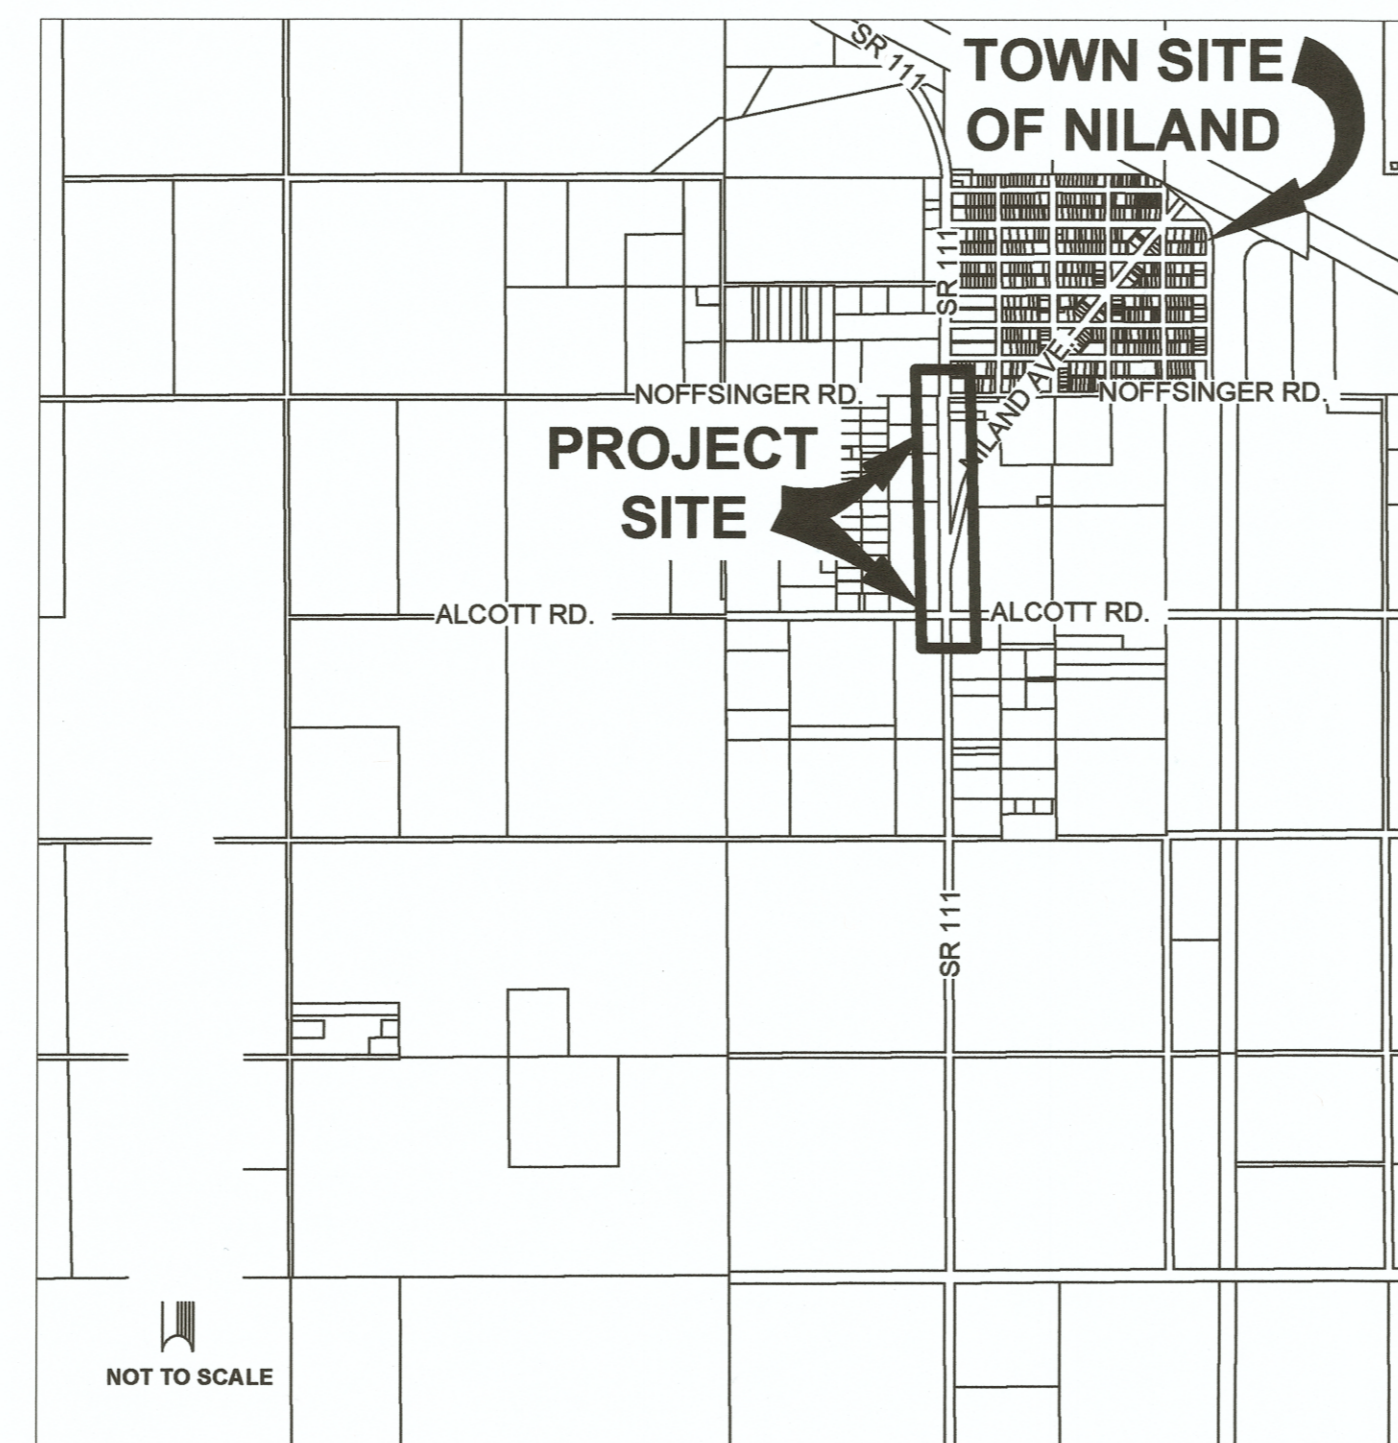 SR 111
TOWN SITE
OF NILAND
SR 111
NILAND AVE.
NOFFSINGER RD.
NOFFSINGER RD.
PROJECT
SITE
ALCOTT RD.
ALCOTT RD.
SR 111
NOT TO SCALE